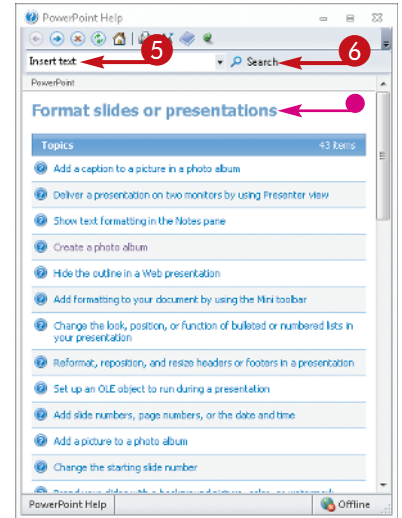 PowerPoint Help
Insert text
5
Search
6
PowerPoint
Format slides or presentations
Topics 43 items
Add a caption to a picture in a photo album
Deliver a presentation on two monitors by using Presenter view
Show text formatting in the Notes pane
Create a photo album
Hide the outline in a Web presentation
Add formatting to your document by using the Mini toolbar
Change the look, position, or function of bulleted or numbered lists in
your presentation
Reformat, reposition, and resize headers or footers in a presentation
Set up an OLE object to run during a presentation
Add slide numbers, page numbers, or the date and time
Add a picture to a photo album
Change the starting slide number
PowerPoint Help
Offline